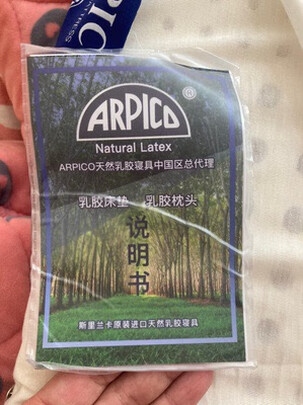 PIC
TTRESS
ARPICO
®
Natural Latex
ARPICO天然乳胶寝具中国区总代理
乳胶床垫 乳胶枕头
说明书
斯里兰卡原装进口天然乳胶寝具